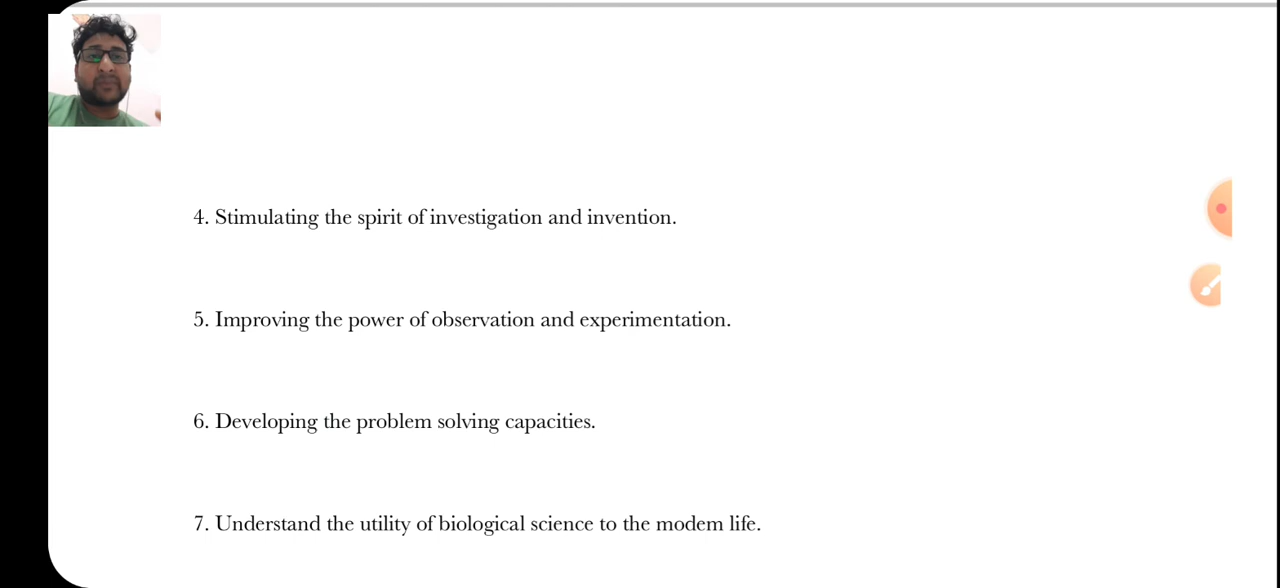 4. Stimulating the spirit of investigation and invention.
5. Improving the power of observation and experimentation.
6. Developing the problem solving capacities.
7. Understand the utility of biological science to the modem life.